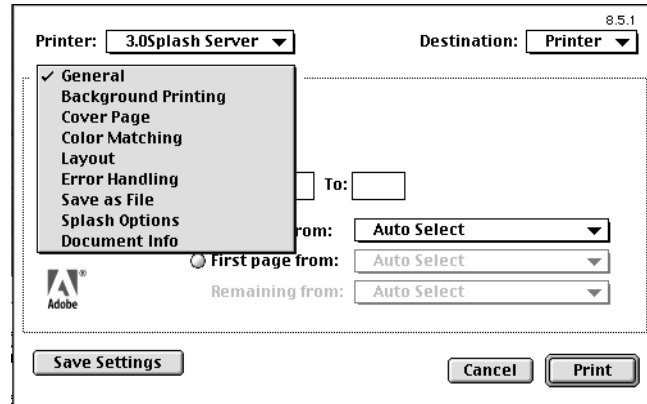 8.5.1
Printer: 3.0Splash Server Destination: Printer
General
Background Printing
Cover Page
Color Matching
Layout
Error Handling
Save as File
Splash Options
Document Info
To:
rom: Auto Select
First page from: Auto Select
Remaining from: Auto Select
Adobe®
Save Settings Cancel Print